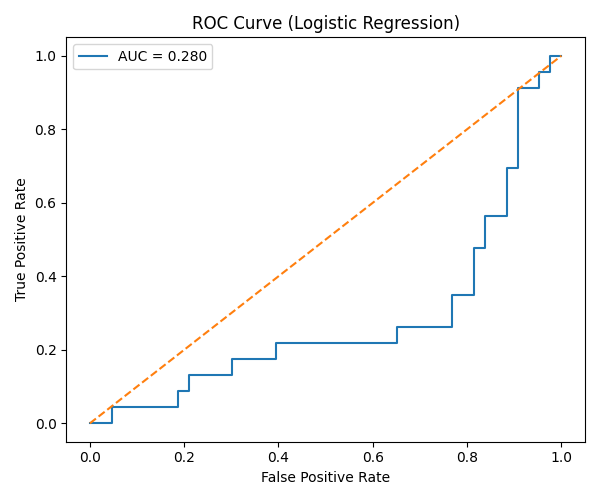 ROC Curve (Logistic Regression)
AUC = 0.280
True Positive Rate
1.0
0.8
0.6
0.4
0.2
0.0
0.0 0.2 0.4 0.6 0.8 1.0
False Positive Rate